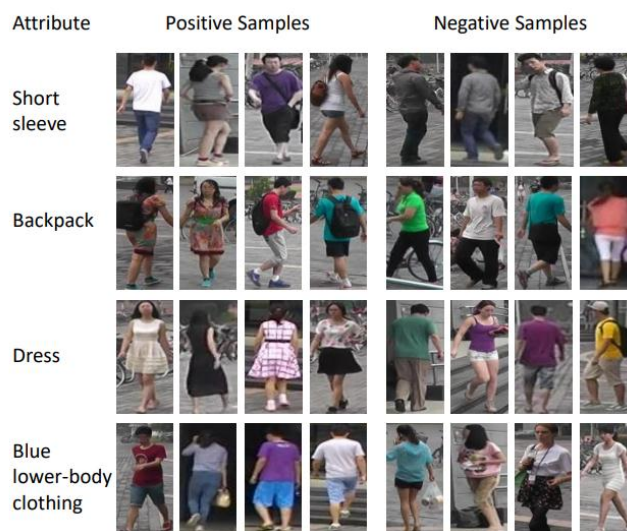 Attribute Positive Samples Negative Samples
Short
sleeve
Backpack
Dress
Blue
lower-body
clothing